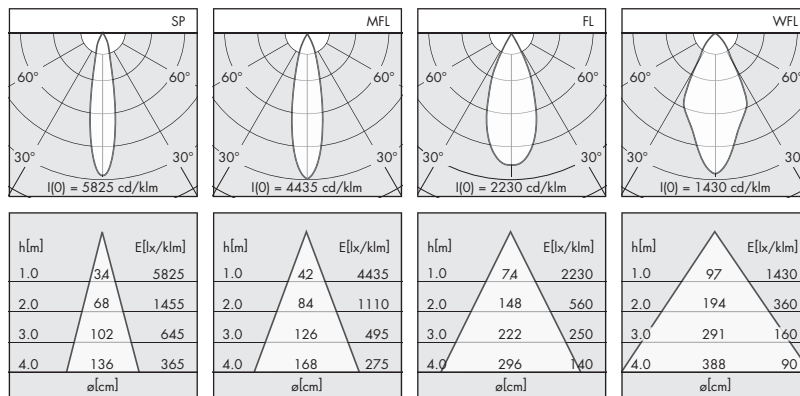 SP MFL FL WFL
60° 60° 60° 60° 60° 60° 60° 60°
30° 30° 30° 30° 30° 30° 30° 30°
I(0) = 5825 cd/klm I(0) = 4435 cd/klm I(0) = 2230 cd/klm I(0) = 1430 cd/klm
h[m] E[lx/klm] h[m] E[lx/klm] h[m] E[lx/klm] h[m] E[lx/klm]
1.0 34 5825 1.0 42 4435 1.0 74 2230 1.0 97 1430
2.0 68 1455 2.0 84 1110 2.0 148 560 2.0 194 360
3.0 102 645 3.0 126 495 3.0 222 250 3.0 291 160
4.0 136 365 4.0 168 275 4.0 296 140 4.0 388 90
ø[cm] ø[cm] ø[cm] ø[cm]